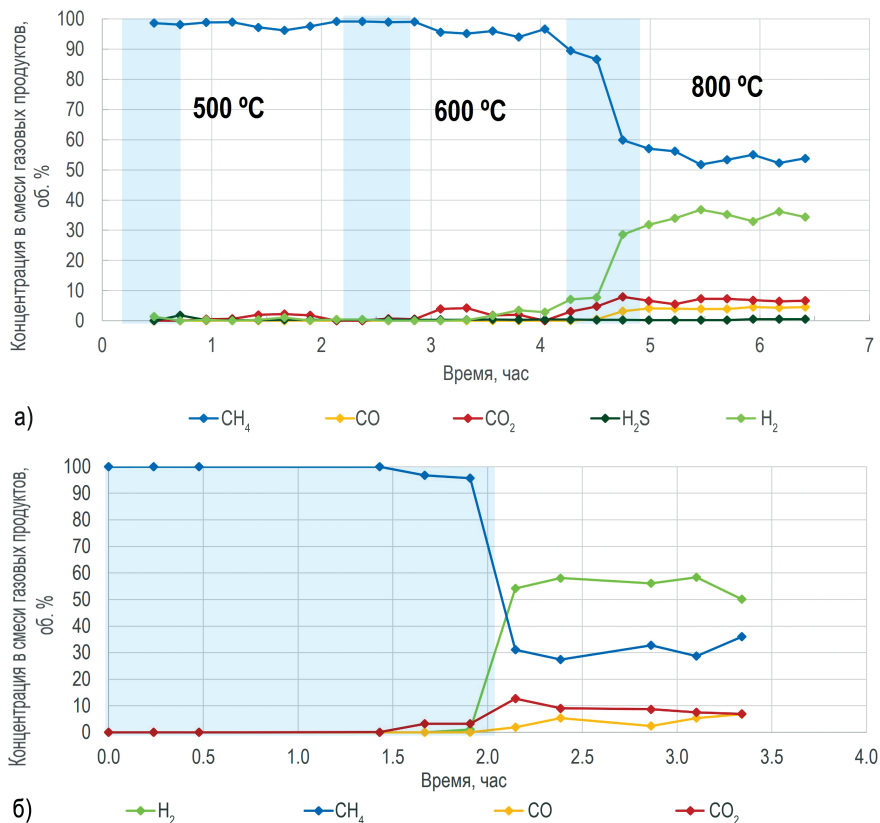 Концентрация в смеси газовых продуктов,
об. %
100
90
80
70
60
50
40
30
20
10
0
500 ºC
600 ºC
800 ºC
0 1 2 3 4 5 6 7
Время, час
а)
CH₄ CO CO₂ H₂S H₂
Концентрация в смеси газовых продуктов,
об. %
100
90
80
70
60
50
40
30
20
10
0
0.0 0.5 1.0 1.5 2.0 2.5 3.0 3.5 4.0
Время, час
б)
H₂ CH₄ CO CO₂